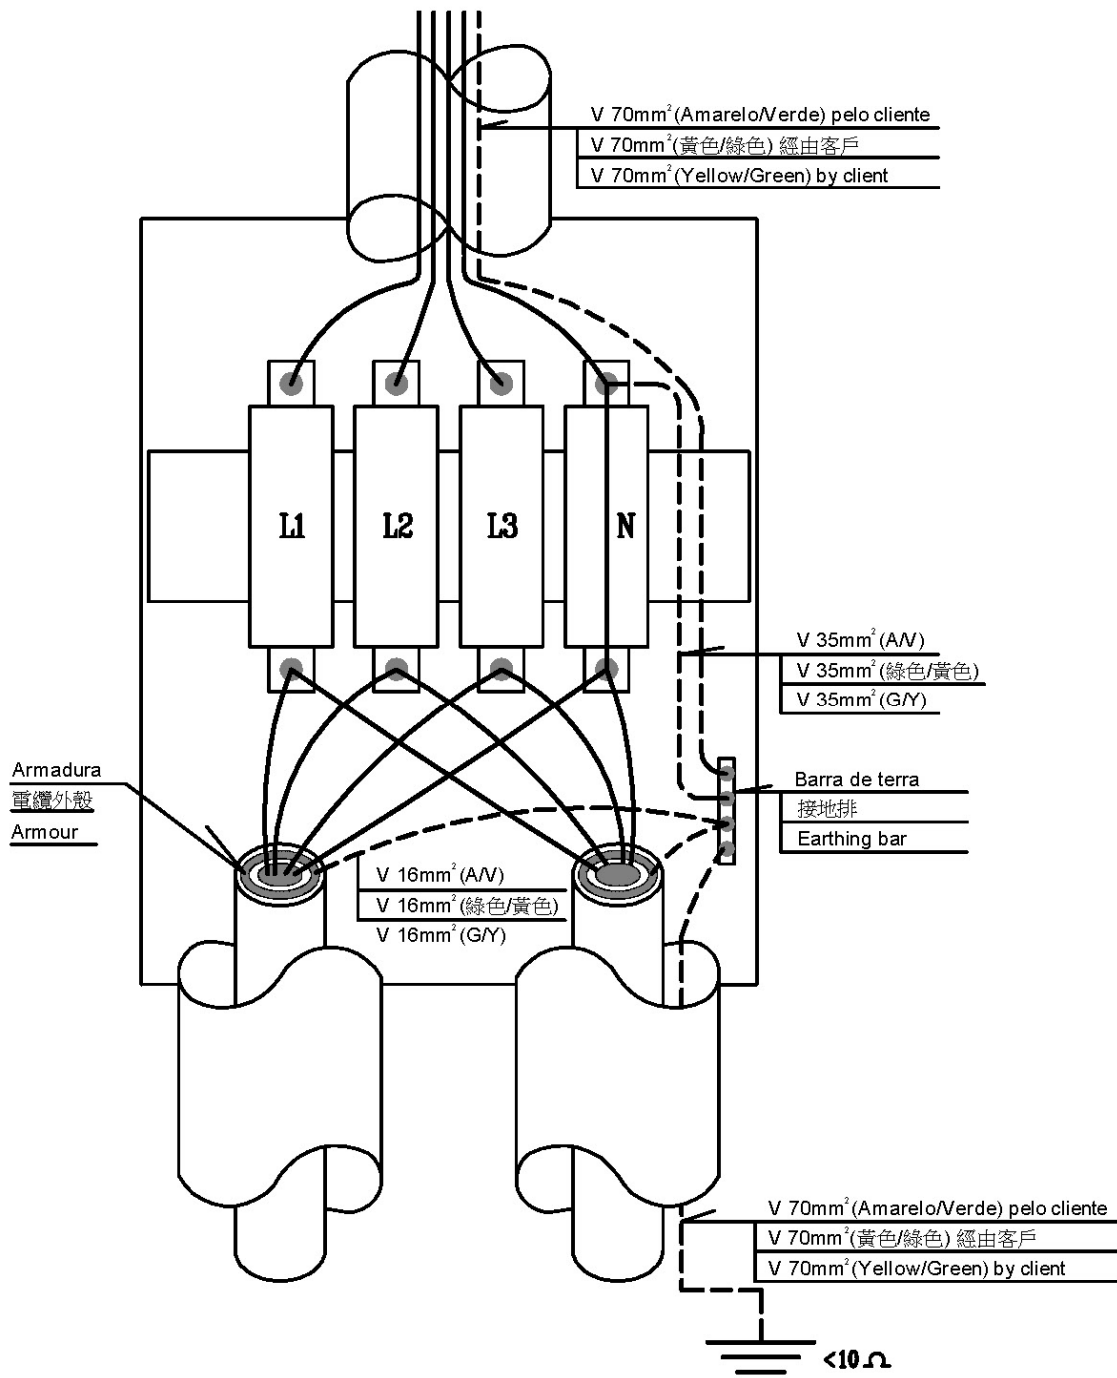 V 70mm² (Amarelo/Verde) pelo cliente
V 70mm² (黃色/綠色) 經由客戶
V 70mm² (Yellow/Green) by client
L1
L2
L3
N
V 35mm² (A/V)
V 35mm² (綠色/黃色)
V 35mm² (G/Y)
Armadura
電纜外殼
Armour
Barra de terra
接地排
Earthing bar
V 16mm² (A/V)
V 16mm² (綠色/黃色)
V 16mm² (G/Y)
V 70mm² (Amarelo/Verde) pelo cliente
V 70mm² (黃色/綠色) 經由客戶
V 70mm² (Yellow/Green) by client
<10 Ω